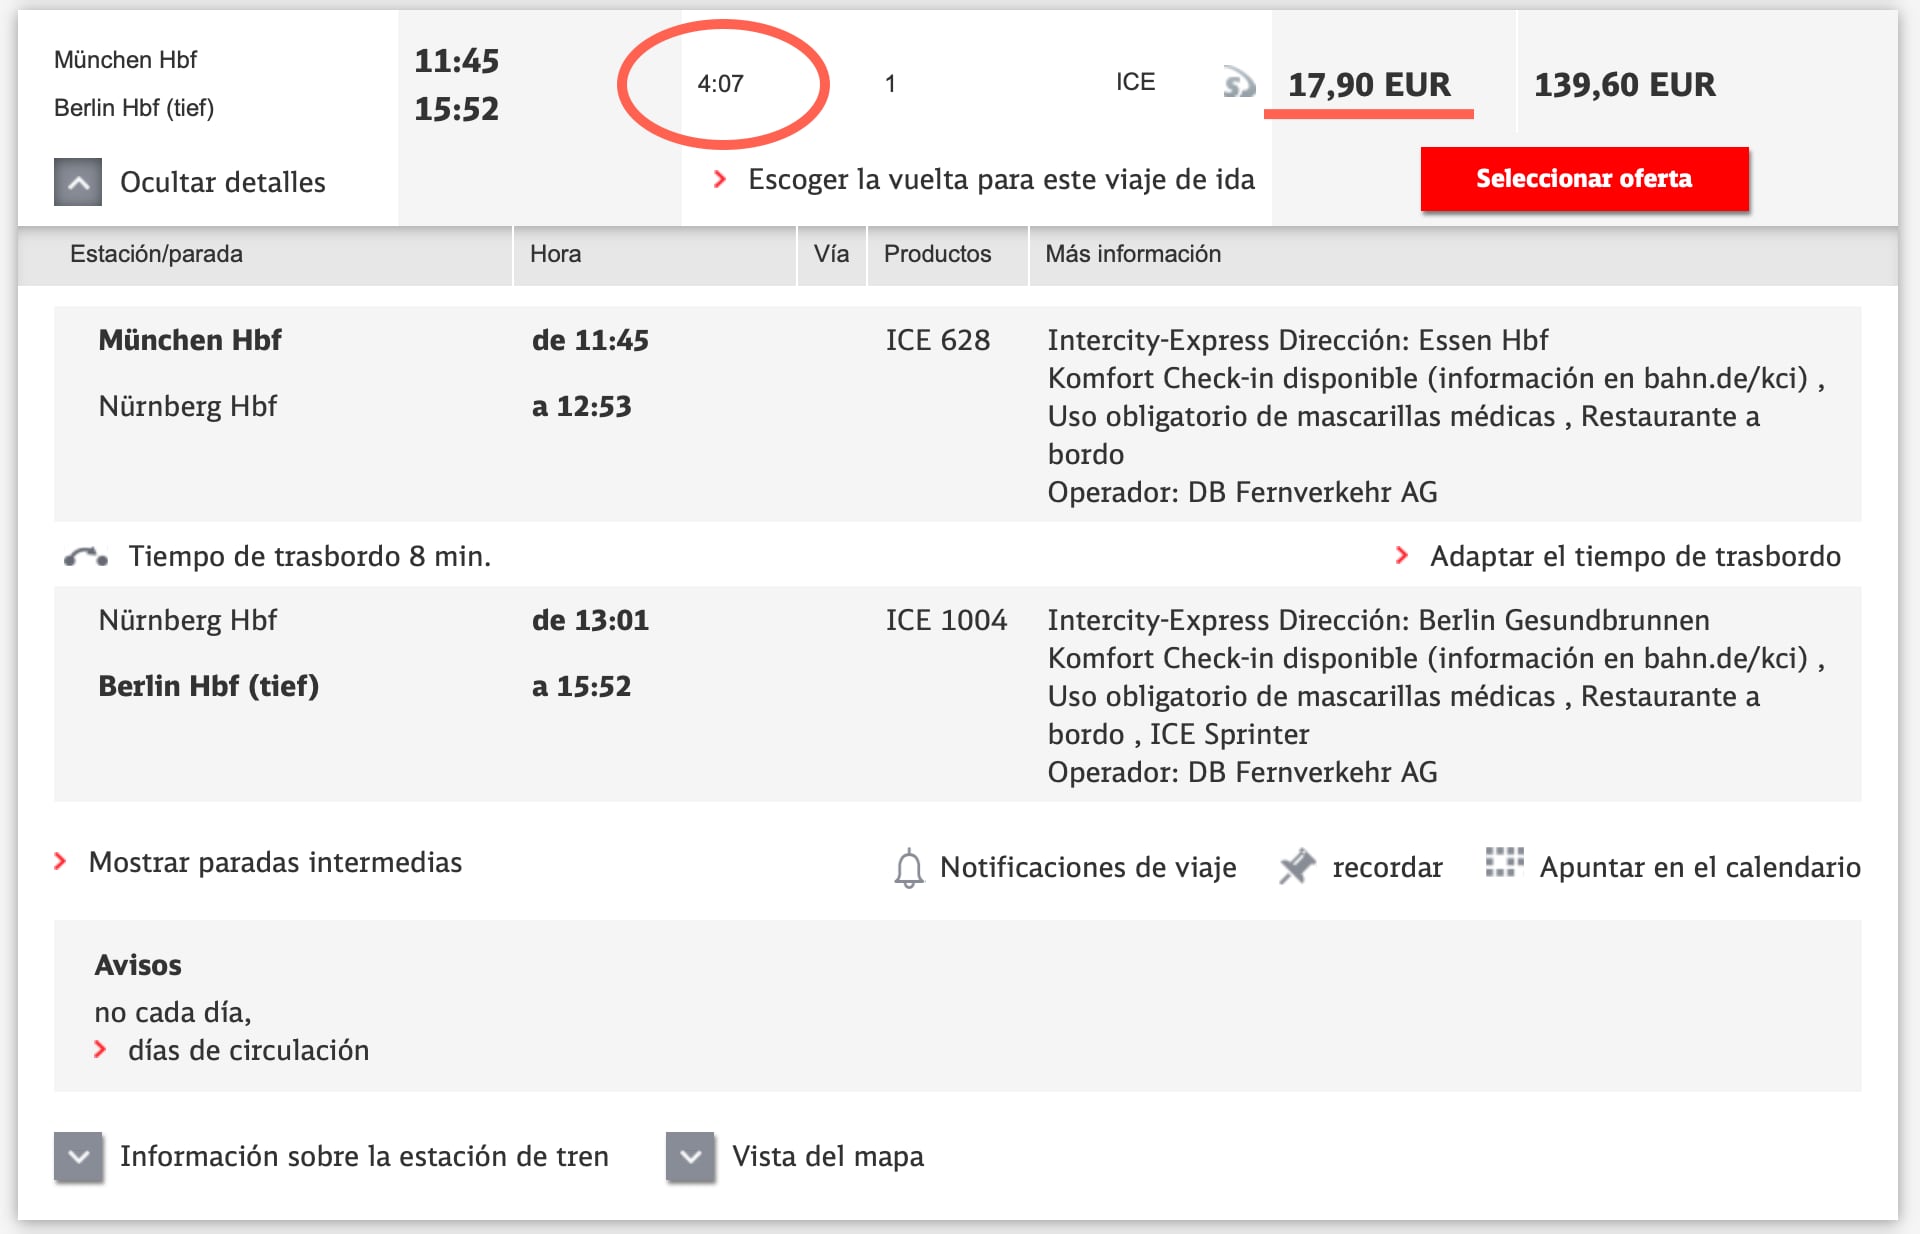 München Hbf
Berlin Hbf (tief)
11:45
15:52
4:07
1
ICE
17,90 EUR
139,60 EUR
Ocultar detalles
Escoger la vuelta para este viaje de ida
Seleccionar oferta
Estación/parada Hora Vía Productos Más información
München Hbf de 11:45 ICE 628 Intercity-Express Dirección: Essen Hbf
Komfort Check-in disponible (información en bahn.de/kci) ,
Nürnberg Hbf a 12:53 Uso obligatorio de mascarillas médicas , Restaurante a
bordo
Operador: DB Fernverkehr AG
Tiempo de trasbordo 8 min. Adaptar el tiempo de trasbordo
Nürnberg Hbf de 13:01 ICE 1004 Intercity-Express Dirección: Berlin Gesundbrunnen
Komfort Check-in disponible (información en bahn.de/kci) ,
Berlin Hbf (tief) a 15:52 Uso obligatorio de mascarillas médicas , Restaurante a
bordo , ICE Sprinter
Operador: DB Fernverkehr AG
Mostrar paradas intermedias Notificaciones de viaje recordar Apuntar en el calendario
Avisos
no cada día,
días de circulación
Información sobre la estación de tren Vista del mapa